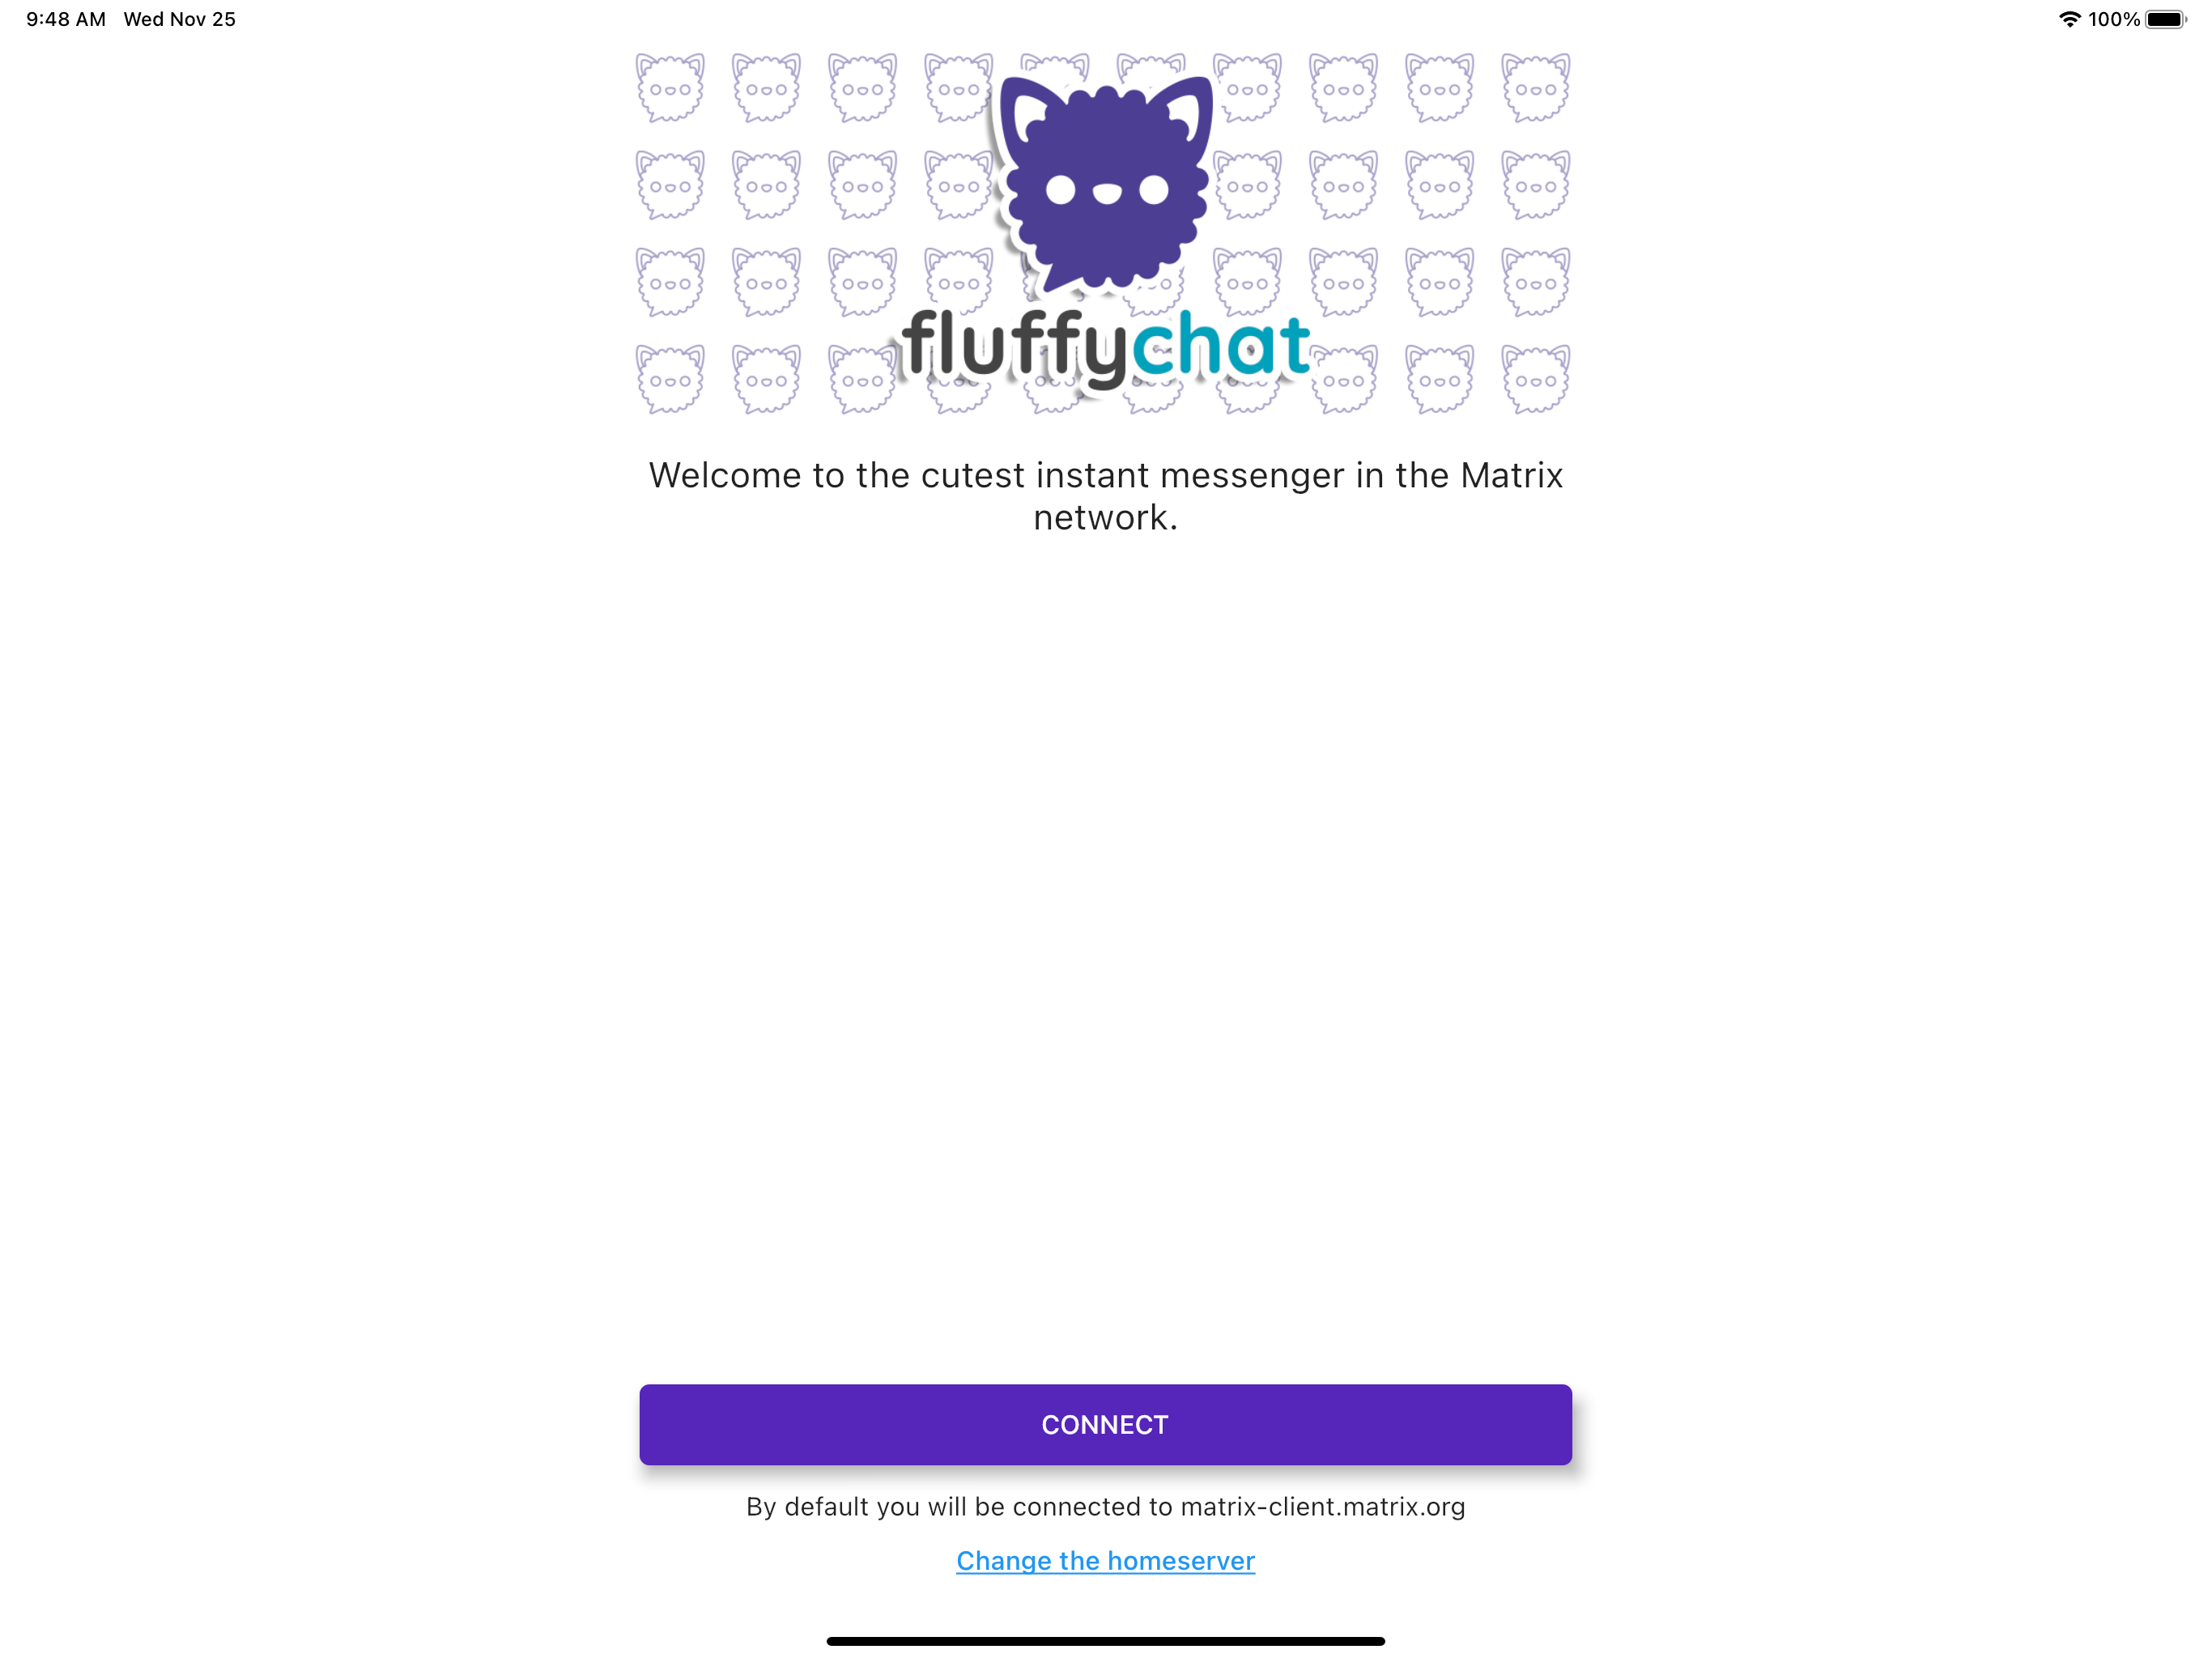 9:48 AM Wed Nov 25
100%
fluffychat
Welcome to the cutest instant messenger in the Matrix
network.
CONNECT
By default you will be connected to matrix-client.matrix.org
Change the homeserver